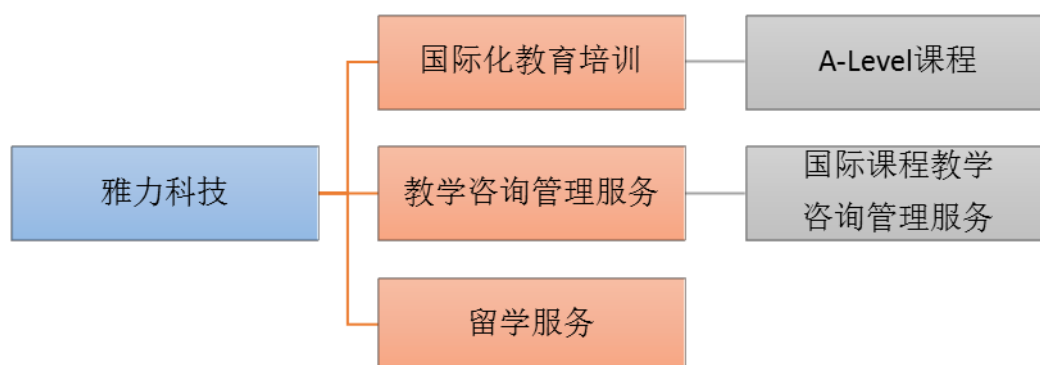 国际化教育培训
A-Level课程
雅力科技
教学咨询管理服务
国际课程教学
咨询管理服务
留学服务